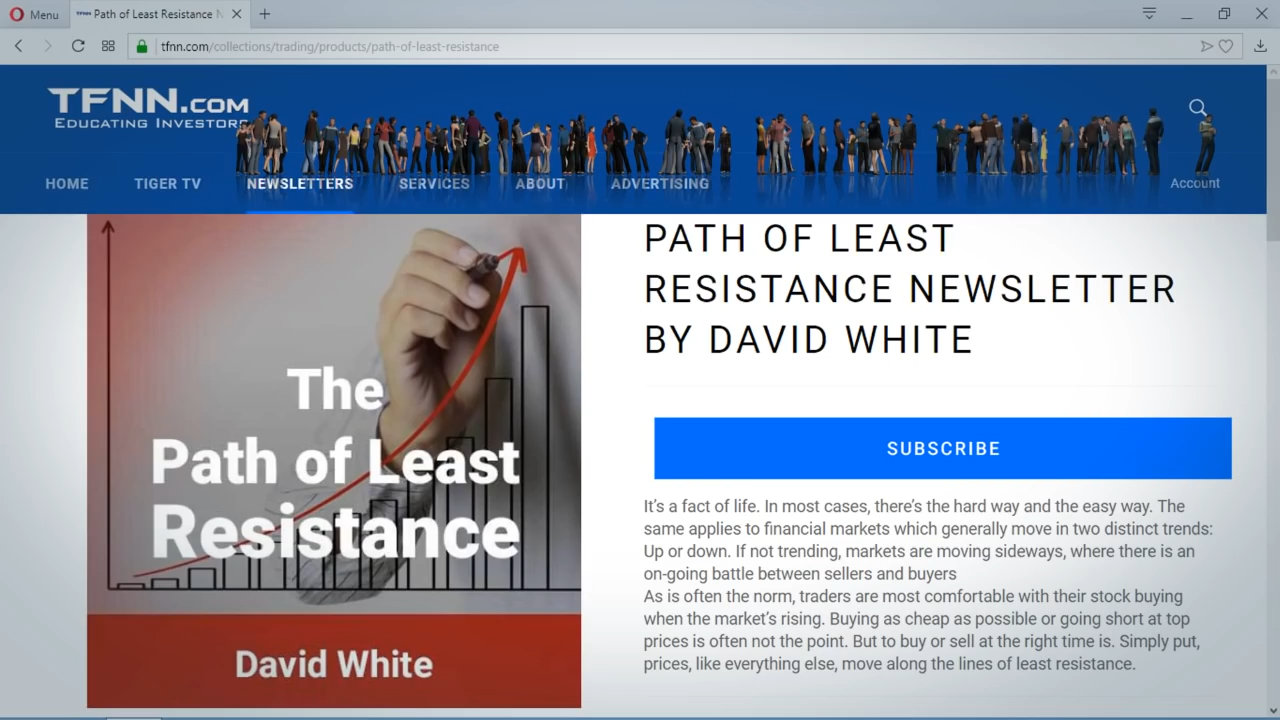 Menu
Path of Least Resistance N
tfnn.com/collections/trading/products/path-of-least-resistance
TFNN.COM
EDUCATING INVESTORS
HOME
TIGER TV
NEWSLETTERS
SERVICES
ABOUT
ADVERTISING
Account
The
Path of Least
Resistance
David White
PATH OF LEAST
RESISTANCE NEWSLETTER
BY DAVID WHITE
SUBSCRIBE
It's a fact of life. In most cases, there's the hard way and the easy way. The
same applies to financial markets which generally move in two distinct trends:
Up or down. If not trending, markets are moving sideways, where there is an
on-going battle between sellers and buyers
As is often the norm, traders are most comfortable with their stock buying
when the market's rising. Buying as cheap as possible or going short at top
prices is often not the point. But to buy or sell at the right time is. Simply put,
prices, like everything else, move along the lines of least resistance.